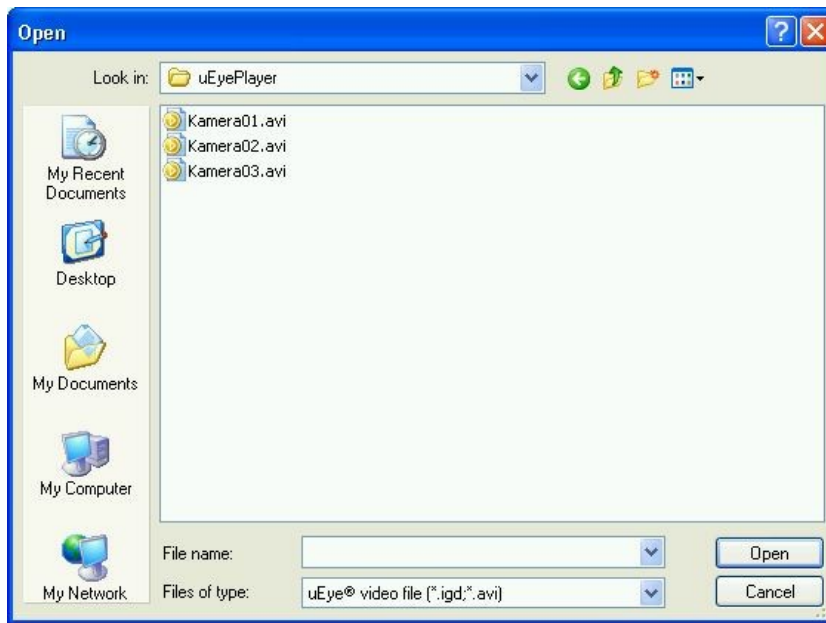 Open
Look in: uEyePlayer
Kamera01.avi
Kamera02.avi
Kamera03.avi
My Recent
Documents
Desktop
My Documents
My Computer
My Network
File name:
Open
Files of type: uEye® video file (*.igd;*.avi)
Cancel